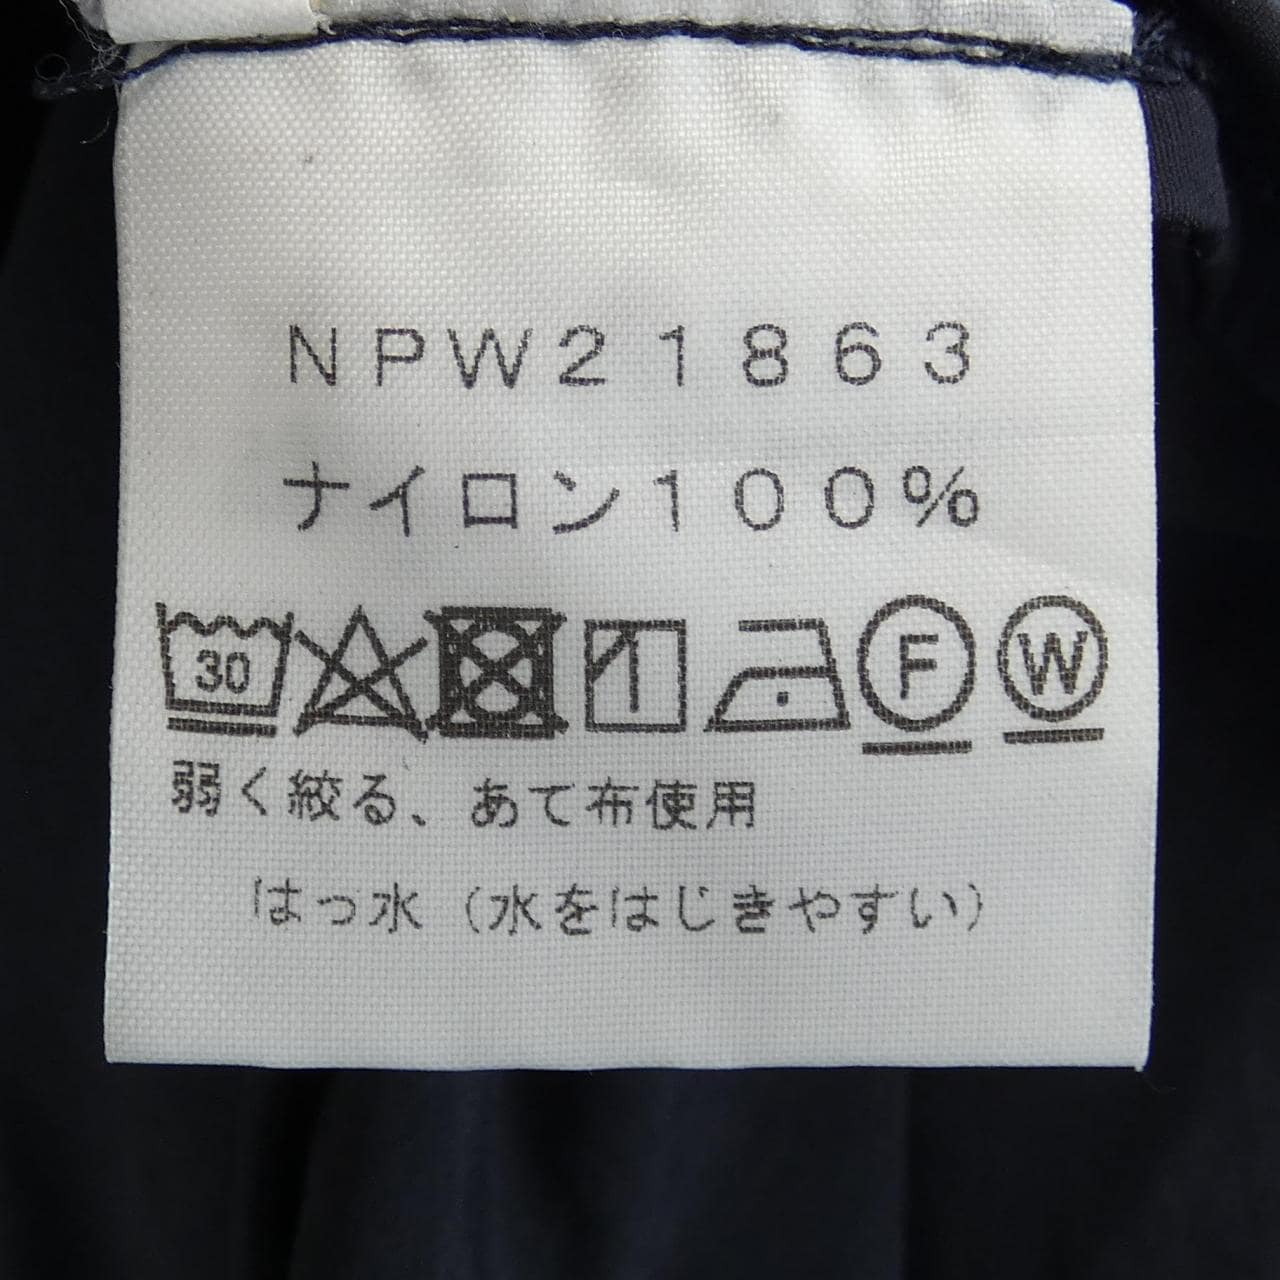 NPW21863
ナイロン100%
30 F W
弱く絞る、あて布使用
はっ水(水をはじきやすい)